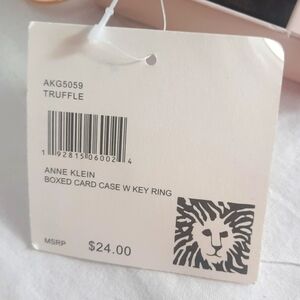 AKG5059
TRUFFLE
1 92815 06002 4
ANNE KLEIN
BOXED CARD CASE W KEY RING
MSRP $24.00